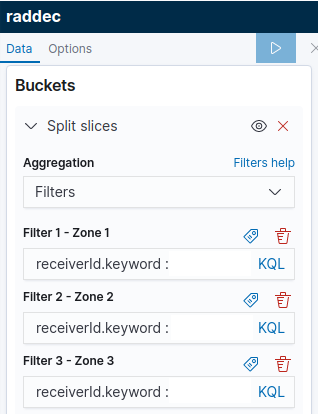 raddec
Data Options
Buckets
Split slices
Aggregation Filters help
Filters
Filter 1 - Zone 1
receiverId.keyword : KQL
Filter 2 - Zone 2
receiverId.keyword : KQL
Filter 3 - Zone 3
receiverId.keyword : KQL